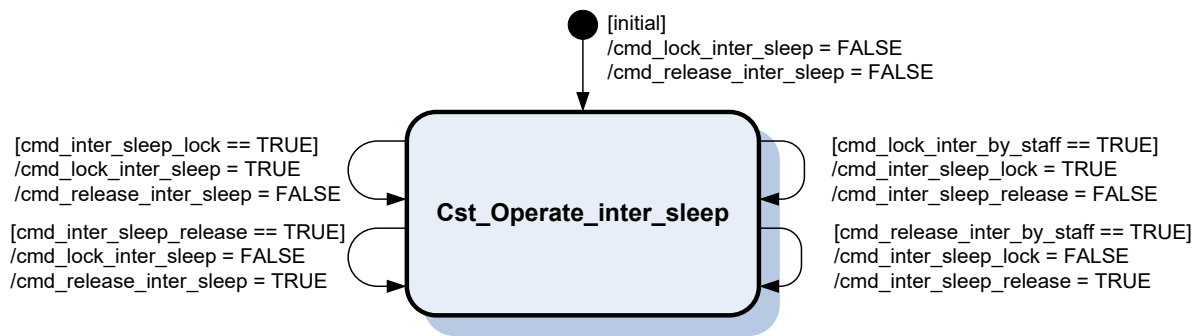 [initial]
/cmd_lock_inter_sleep = FALSE
/cmd_release_inter_sleep = FALSE
[cmd_inter_sleep_lock == TRUE]
/cmd_lock_inter_sleep = TRUE
/cmd_release_inter_sleep = FALSE
[cmd_inter_sleep_release == TRUE]
/cmd_lock_inter_sleep = FALSE
/cmd_release_inter_sleep = TRUE
Cst_Operate_inter_sleep
[cmd_lock_inter_by_staff == TRUE]
/cmd_inter_sleep_lock = TRUE
/cmd_inter_sleep_release = FALSE
[cmd_release_inter_by_staff == TRUE]
/cmd_inter_sleep_lock = FALSE
/cmd_inter_sleep_release = TRUE